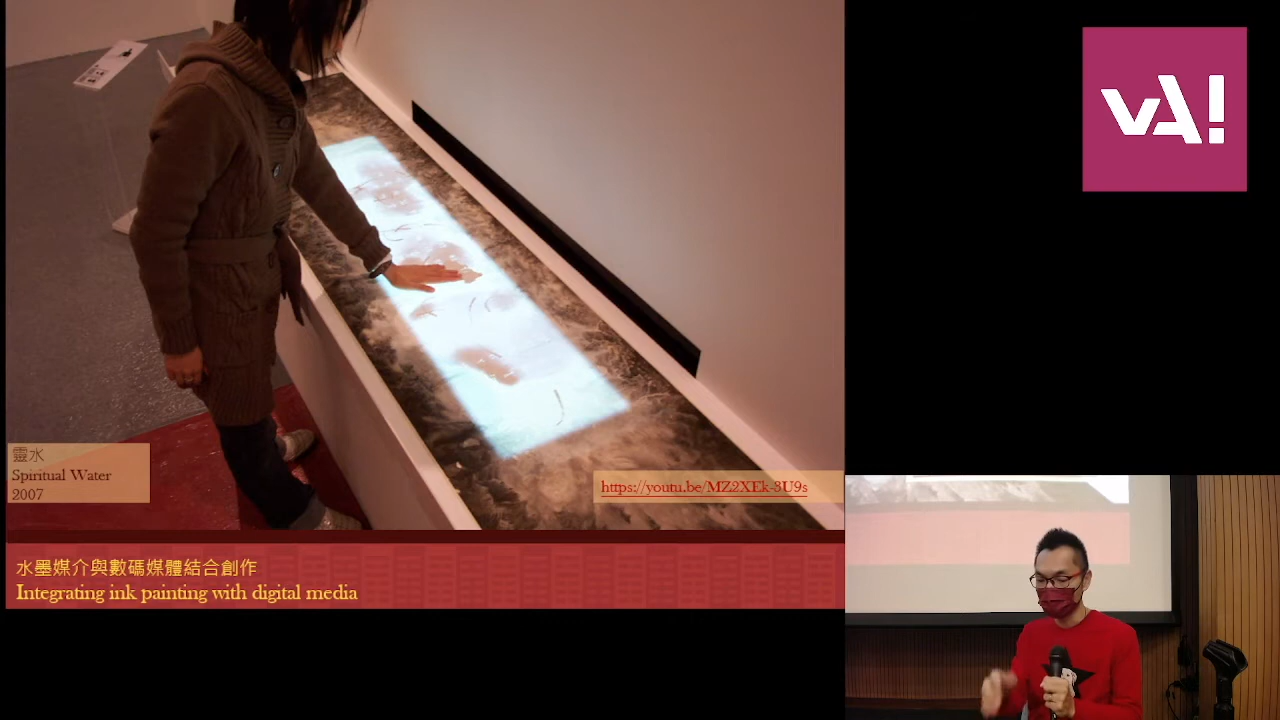 vA!
靈水
Spiritual Water
2007
https://youtu.be/MZ2XEk-3U9s
水墨媒介與數碼媒體結合創作
Integrating ink painting with digital media